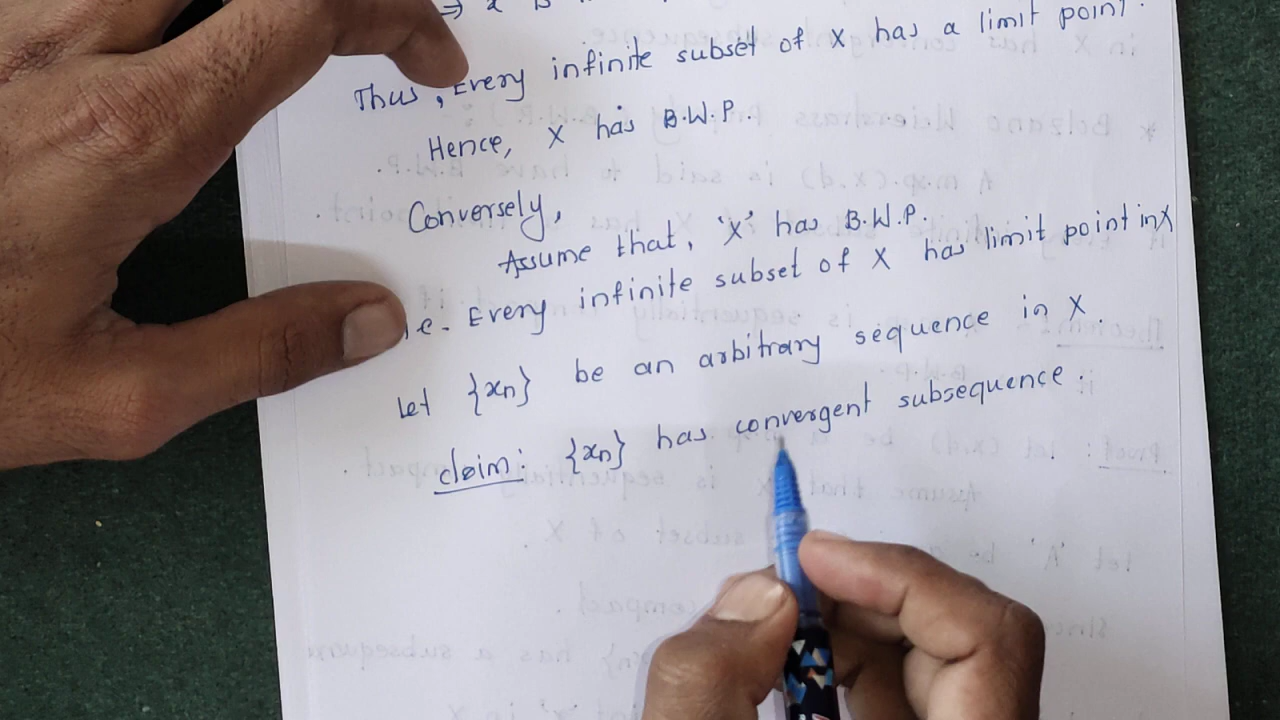 ⇒ x is
Thus, Every infinite subset of X has a limit point.
Hence, X has B.W.P.
Conversely,
Assume that, 'X' has B.W.P.
i.e. Every infinite subset of X has limit point in X
Let {xn} be an arbitrary sequence in X.
claim: {xn} has convergent subsequence.